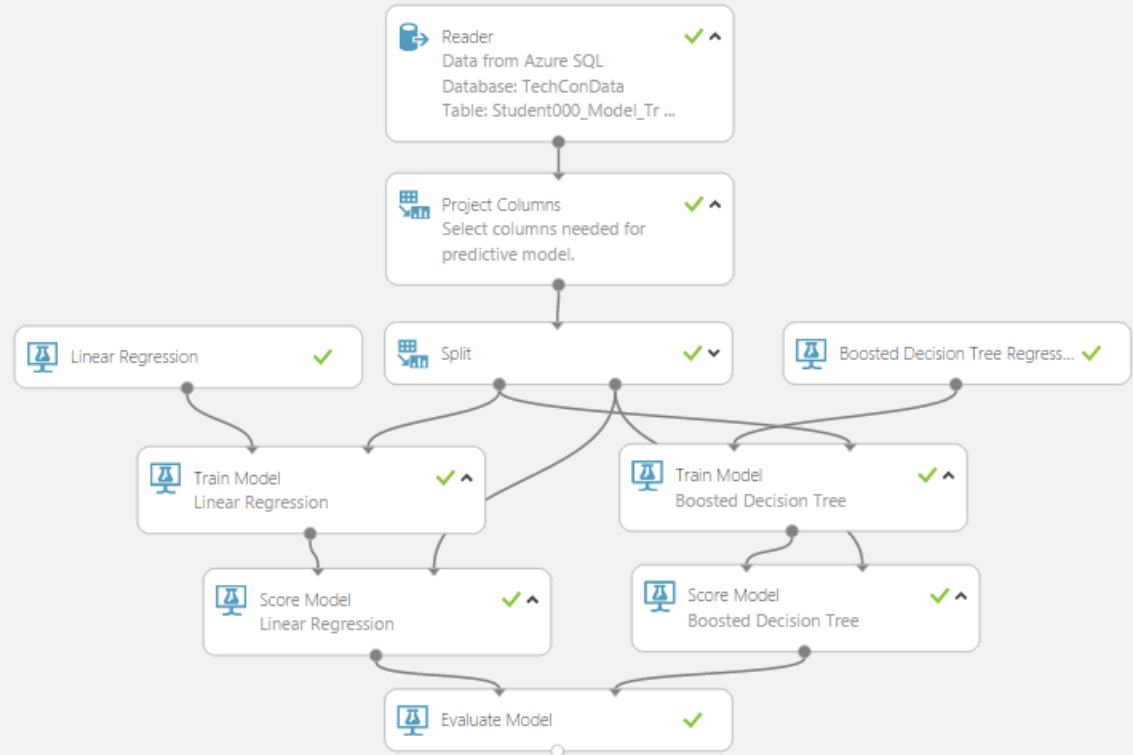 Reader
Data from Azure SQL
Database: TechConData
Table: Student000_Model_Tr ...
Project Columns
Select columns needed for
predictive model.
Linear Regression
Split
Boosted Decision Tree Regress...
Train Model
Linear Regression
Train Model
Boosted Decision Tree
Score Model
Linear Regression
Score Model
Boosted Decision Tree
Evaluate Model